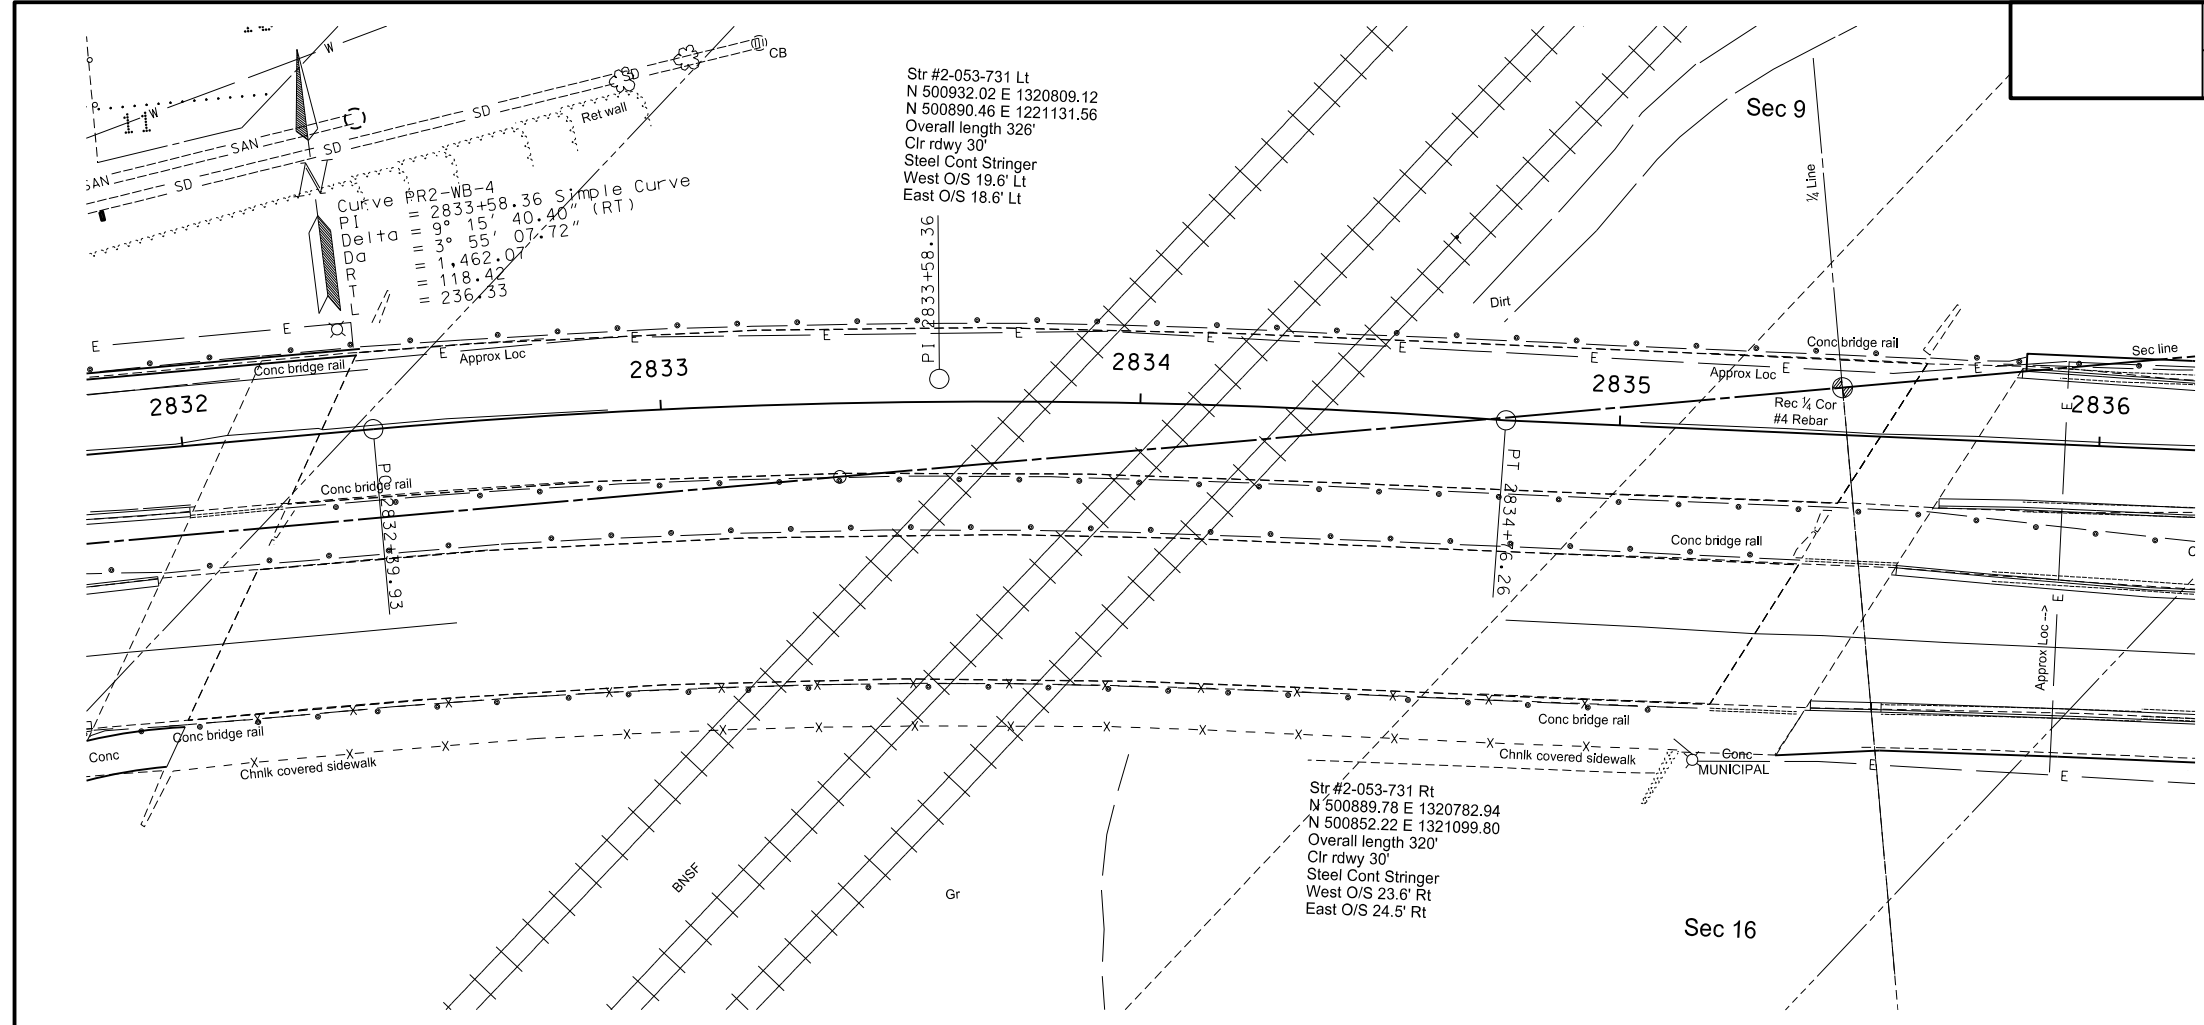 W
CB
SD
W
11
SD
Ret wall
SAN
SD
SD
N
Str #2-053-731 Lt
N 500932.02 E 1320809.12
N 500890.46 E 1221131.56
Overall length 326'
Clr rdwy 30'
Steel Cont Stringer
West O/S 19.6' Lt
East O/S 18.6' Lt
Sec 9
¼ Line
Curve PR2-WB-4
PI = 2833+58.36 Simple Curve
Delta = 9° 15' 40.40" (RT)
Da = 3° 55' 07.72"
R = 1,462.07
T = 118.42
L = 236.33
PI 2833+58.36
Dirt
E
E
E
E
E
E
E
E
E
E
Approx Loc
Conc bridge rail
Conc bridge rail
Sec line
Approx Loc
2832
2833
2834
2835
2836
Rec ¼ Cor
#4 Rebar
E
PC 2832+39.93
Conc bridge rail
PT 2834+76.26
Conc bridge rail
E
Approx Loc -->
X X X X X X X X X X X X X X
Conc bridge rail
Conc bridge rail
Conc
X X X X X X X X X X X X X
Chnlk covered sidewalk
Chnlk covered sidewalk
Conc
MUNICIPAL
E
E
Str #2-053-731 Rt
N 500889.78 E 1320782.94
N 500852.22 E 1321099.80
Overall length 320'
Clr rdwy 30'
Steel Cont Stringer
West O/S 23.6' Rt
East O/S 24.5' Rt
BNSF
Gr
Sec 16